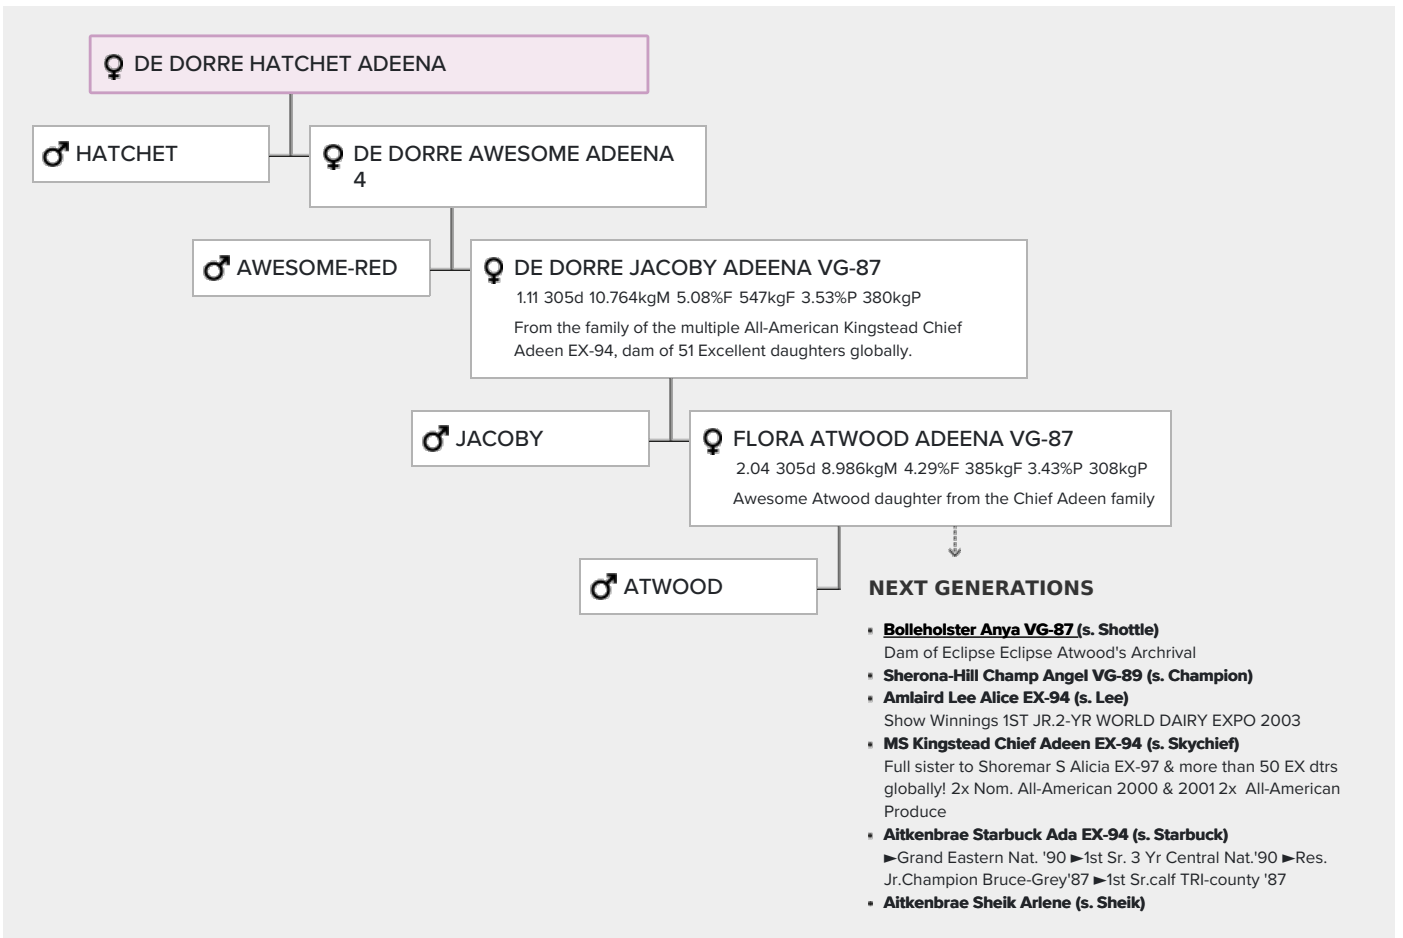 DE DORRE HATCHET ADEENA
HATCHET
DE DORRE AWESOME ADEENA
4
AWESOME-RED
DE DORRE JACOBY ADEENA VG-87
1.11 305d 10.764kgM 5.08%F 547kgF 3.53%P 380kgP
From the family of the multiple All-American Kingstead Chief
Adeen EX-94, dam of 51 Excellent daughters globally.
JACOBY
FLORA ATWOOD ADEENA VG-87
2.04 305d 8.986kgM 4.29%F 385kgF 3.43%P 308kgP
Awesome Atwood daughter from the Chief Adeen family
ATWOOD
NEXT GENERATIONS
Bolleholster Anya VG-87 (s. Shottle)
Dam of Eclipse Eclipse Atwood's Archrival
Sherona-Hill Champ Angel VG-89 (s. Champion)
Amlaird Lee Alice EX-94 (s. Lee)
Show Winnings 1ST JR.2-YR WORLD DAIRY EXPO 2003
MS Kingstead Chief Adeen EX-94 (s. Skychief)
Full sister to Shoremar S Alicia EX-97 & more than 50 EX dtrs
globally! 2x Nom. All-American 2000 & 2001 2x All-American
Produce
Aitkenbrae Starbuck Ada EX-94 (s. Starbuck)
►Grand Eastern Nat. '90 ►1st Sr. 3 Yr Central Nat.'90 ►Res.
Jr.Champion Bruce-Grey'87 ►1st Sr.calf TRI-county '87
Aitkenbrae Sheik Arlene (s. Sheik)